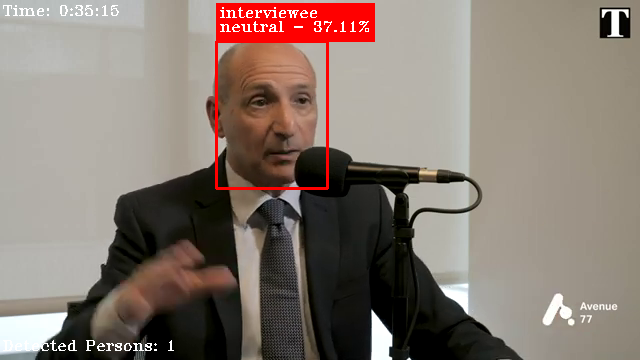 Time: 0:35:15
interviewee
neutral - 37.11%
T
Avenue
77
Detected Persons: 1